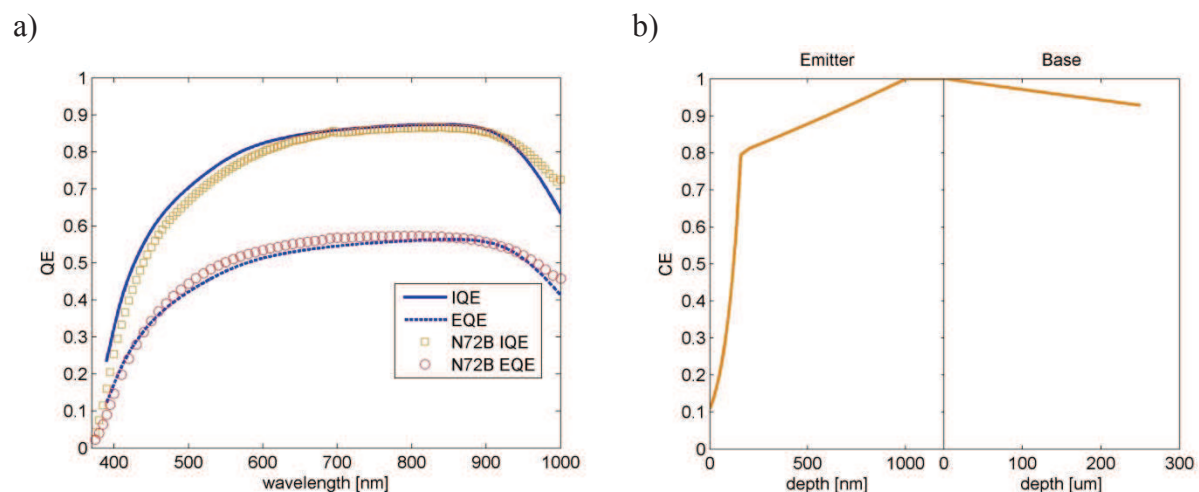 a)
QE
1
0.9
0.8
0.7
0.6
0.5
0.4
0.3
0.2
0.1
0
400 500 600 700 800 900 1000
wavelength [nm]
IQE
EQE
N72B IQE
N72B EQE
b)
Emitter Base
CE
1
0.9
0.8
0.7
0.6
0.5
0.4
0.3
0.2
0.1
0
0 500 1000 0 100 200 300
depth [nm] depth [um]